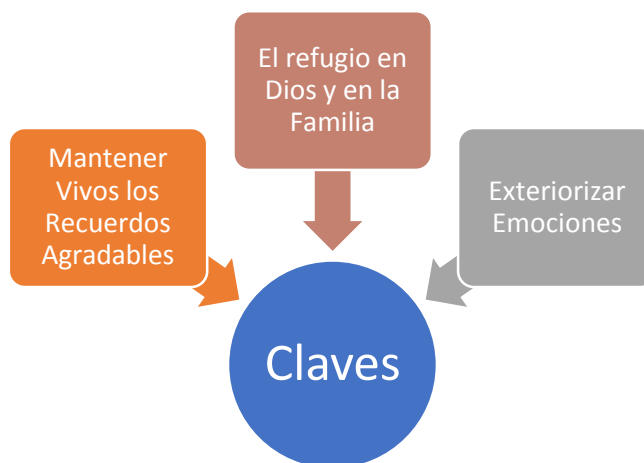 El refugio en
Dios y en la
Familia
Mantener
Vivos los
Recuerdos
Agradables
Exteriorizar
Emociones
Claves